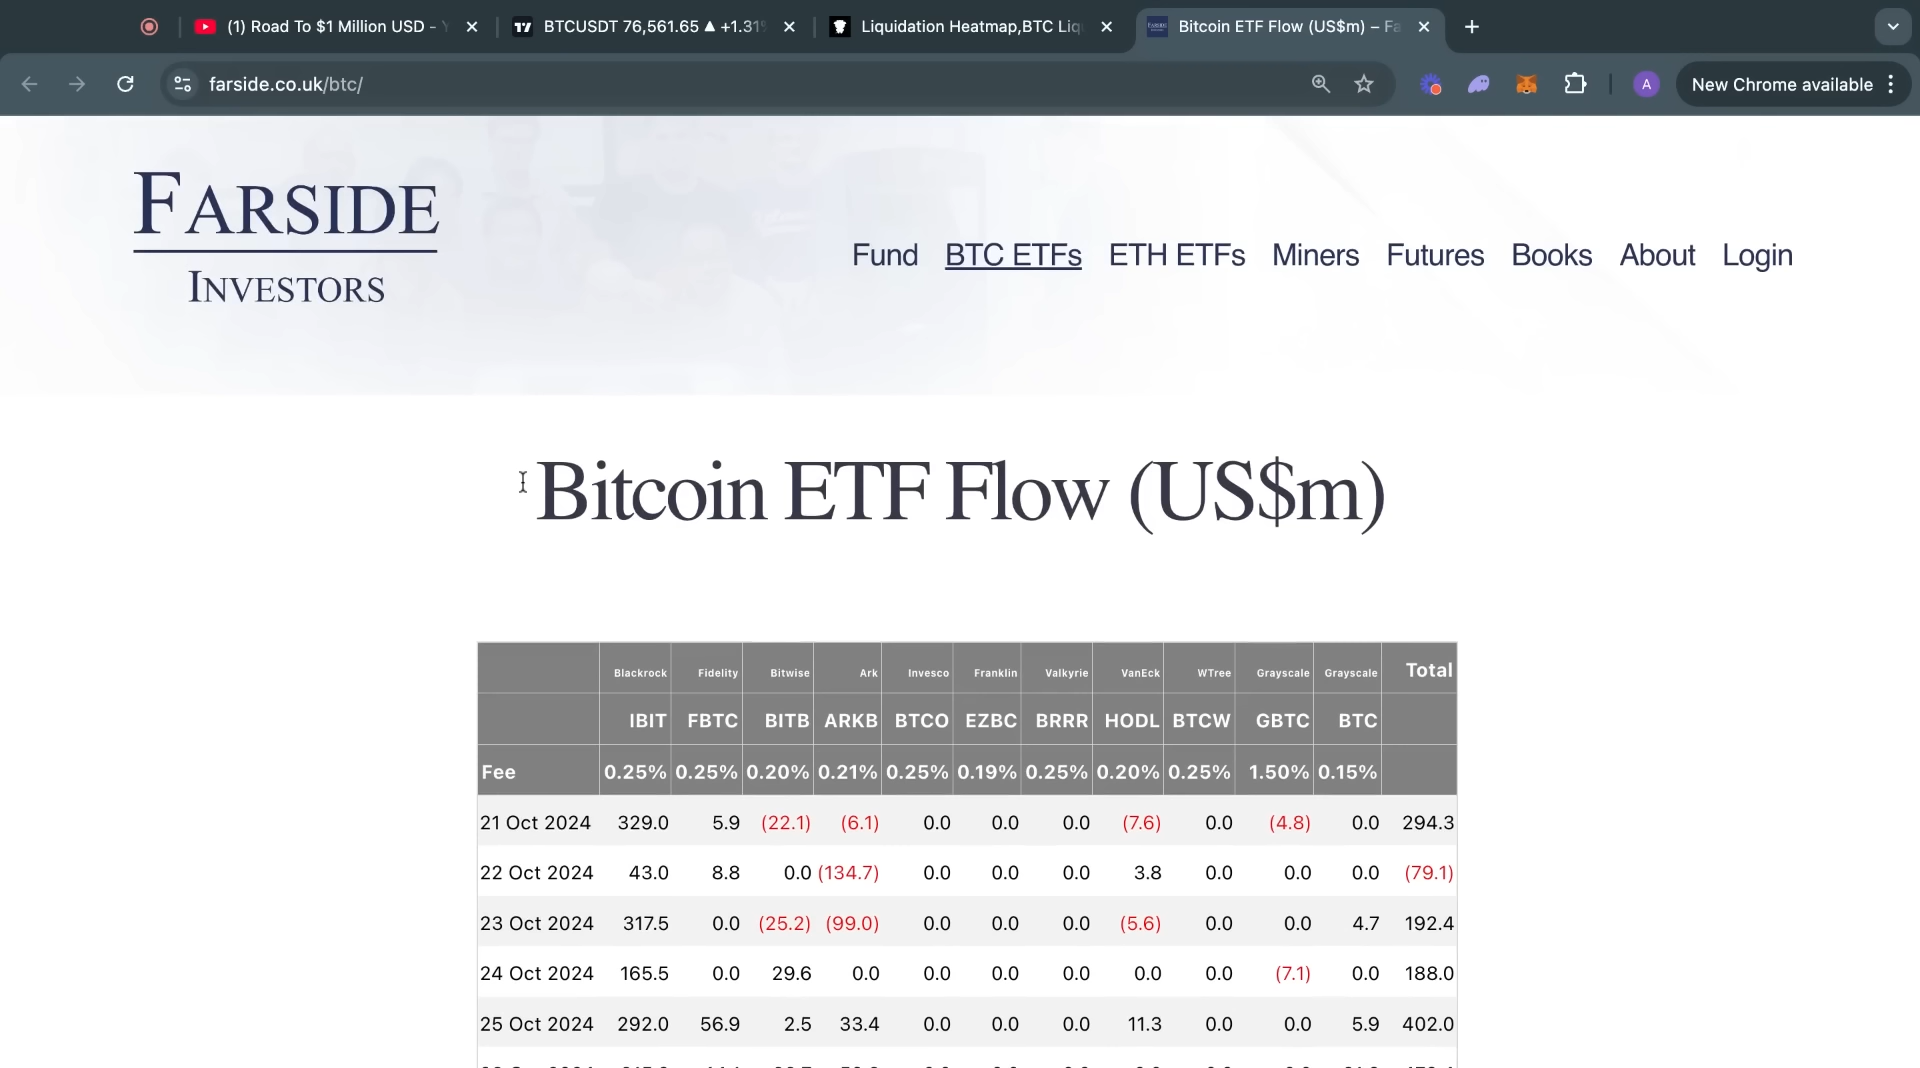 (1) Road To $1 Million USD -
BTCUSDT 76,561.65 ▲ +1.31%
Liquidation Heatmap,BTC Liq
Bitcoin ETF Flow (US$m) – Fa
farside.co.uk/btc/
A
New Chrome available
FARSIDE
INVESTORS
Fund BTC ETFs ETH ETFs Miners Futures Books About Login
Bitcoin ETF Flow (US$m)
Blackrock Fidelity Bitwise Ark Invesco Franklin Valkyrie VanEck WTree Grayscale Grayscale Total
IBIT FBTC BITB ARKB BTCO EZBC BRRR HODL BTCW GBTC BTC
Fee 0.25% 0.25% 0.20% 0.21% 0.25% 0.19% 0.25% 0.20% 0.25% 1.50% 0.15%
21 Oct 2024 329.0 5.9 (22.1) (6.1) 0.0 0.0 0.0 (7.6) 0.0 (4.8) 0.0 294.3
22 Oct 2024 43.0 8.8 0.0 (134.7) 0.0 0.0 0.0 3.8 0.0 0.0 0.0 (79.1)
23 Oct 2024 317.5 0.0 (25.2) (99.0) 0.0 0.0 0.0 (5.6) 0.0 0.0 4.7 192.4
24 Oct 2024 165.5 0.0 29.6 0.0 0.0 0.0 0.0 0.0 0.0 (7.1) 0.0 188.0
25 Oct 2024 292.0 56.9 2.5 33.4 0.0 0.0 0.0 11.3 0.0 0.0 5.9 402.0